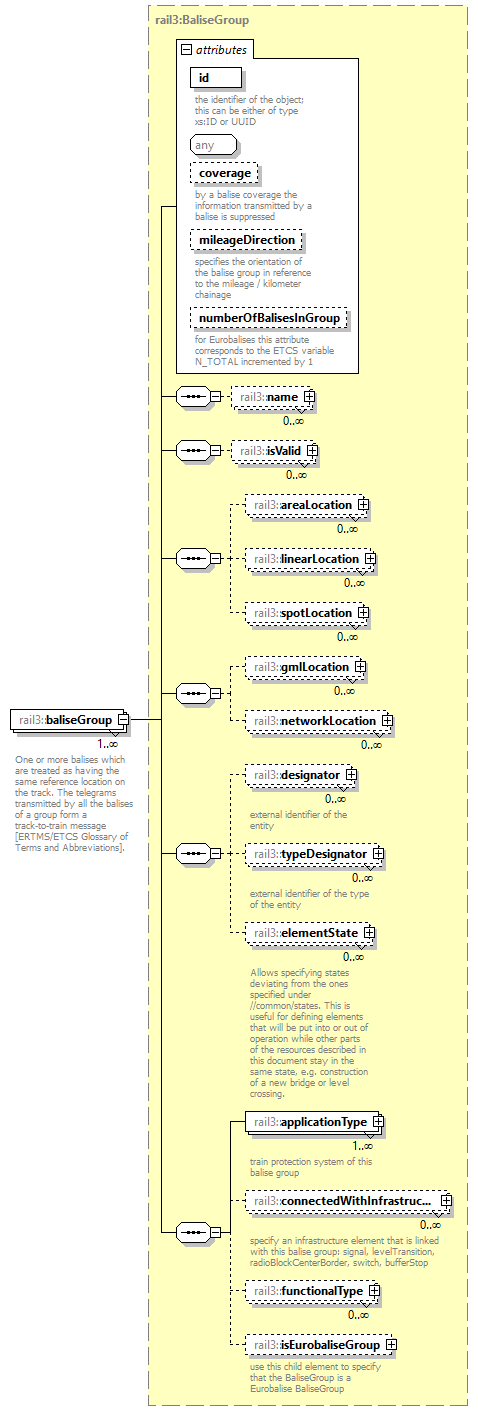 rail3:BaliseGroup
attributes
id
the identifier of the object;
this can be either of type
xs:ID or UUID
any
coverage
by a balise coverage the
information transmitted by a
balise is suppressed
mileageDirection
specifies the orientation of
the balise group in reference
to the mileage / kilometer
chainage
numberOfBalisesInGroup
for Eurobalises this attribute
corresponds to the ETCS variable
N_TOTAL incremented by 1
rail3:name
0..∞
rail3:isValid
0..∞
rail3:areaLocation
0..∞
rail3:linearLocation
0..∞
rail3:spotLocation
0..∞
rail3:gmlLocation
0..∞
rail3:networkLocation
0..∞
rail3:baliseGroup
1..∞
One or more balises which
are treated as having the
same reference location on
the track. The telegrams
transmitted by all the balises
of a group form a
track-to-train message
[ERTMS/ETCS Glossary of
Terms and Abbreviations].
rail3:designator
0..∞
external identifier of the
entity
rail3:typeDesignator
0..∞
external identifier of the type
of the entity
rail3:elementState
0..∞
Allows specifying states
deviating from the ones
specified under
//common/states. This is
useful for defining elements
that will be put into or out of
operation while other parts
of the resources described in
this document stay in the
same state, e.g. construction
of a new bridge or level
crossing.
rail3:applicationType
1..∞
train protection system of this
balise group
rail3:connectedWithInfrastruc...
0..∞
specify an infrastructure element that is linked
with this balise group: signal, levelTransition,
radioBlockCenterBorder, switch, bufferStop
rail3:functionalType
0..∞
rail3:isEurobaliseGroup
use this child element to specify
that the BaliseGroup is a
Eurobalise BaliseGroup